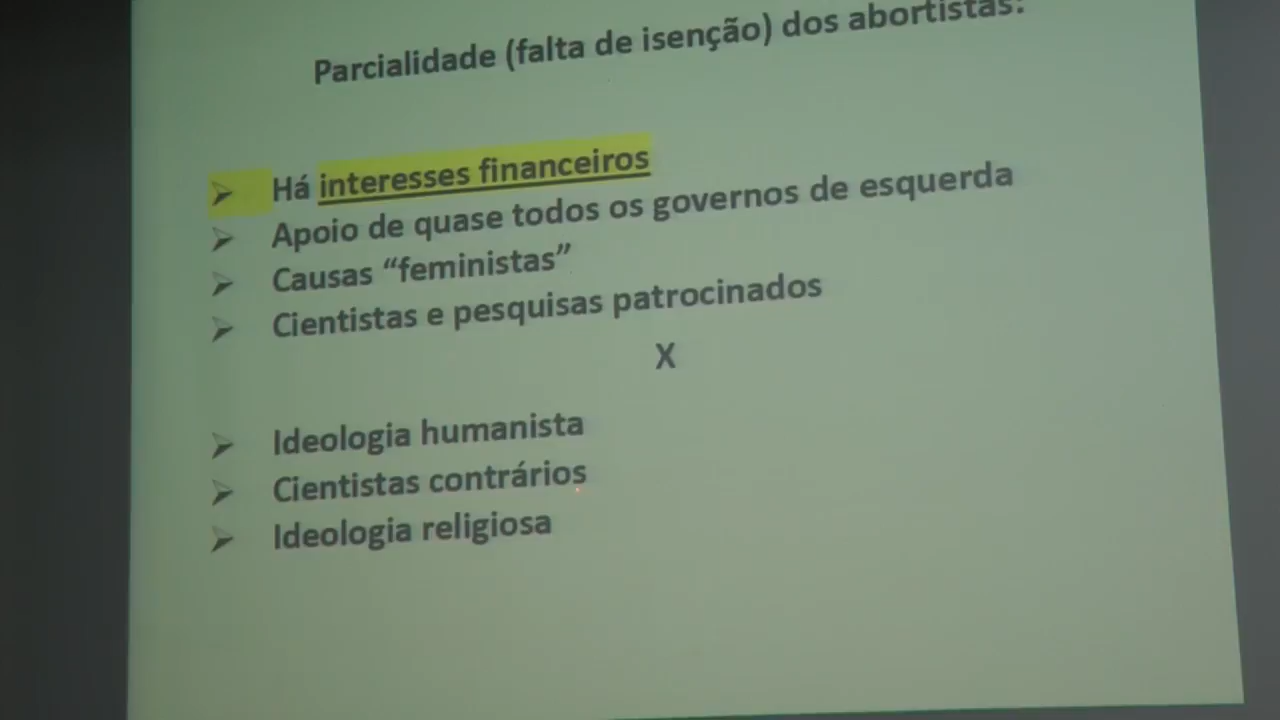 Parcialidade (falta de isenção) dos abortistas:
Há interesses financeiros
Apoio de quase todos os governos de esquerda
Causas “feministas”
Cientistas e pesquisas patrocinados
X
Ideologia humanista
Cientistas contrários
Ideologia religiosa